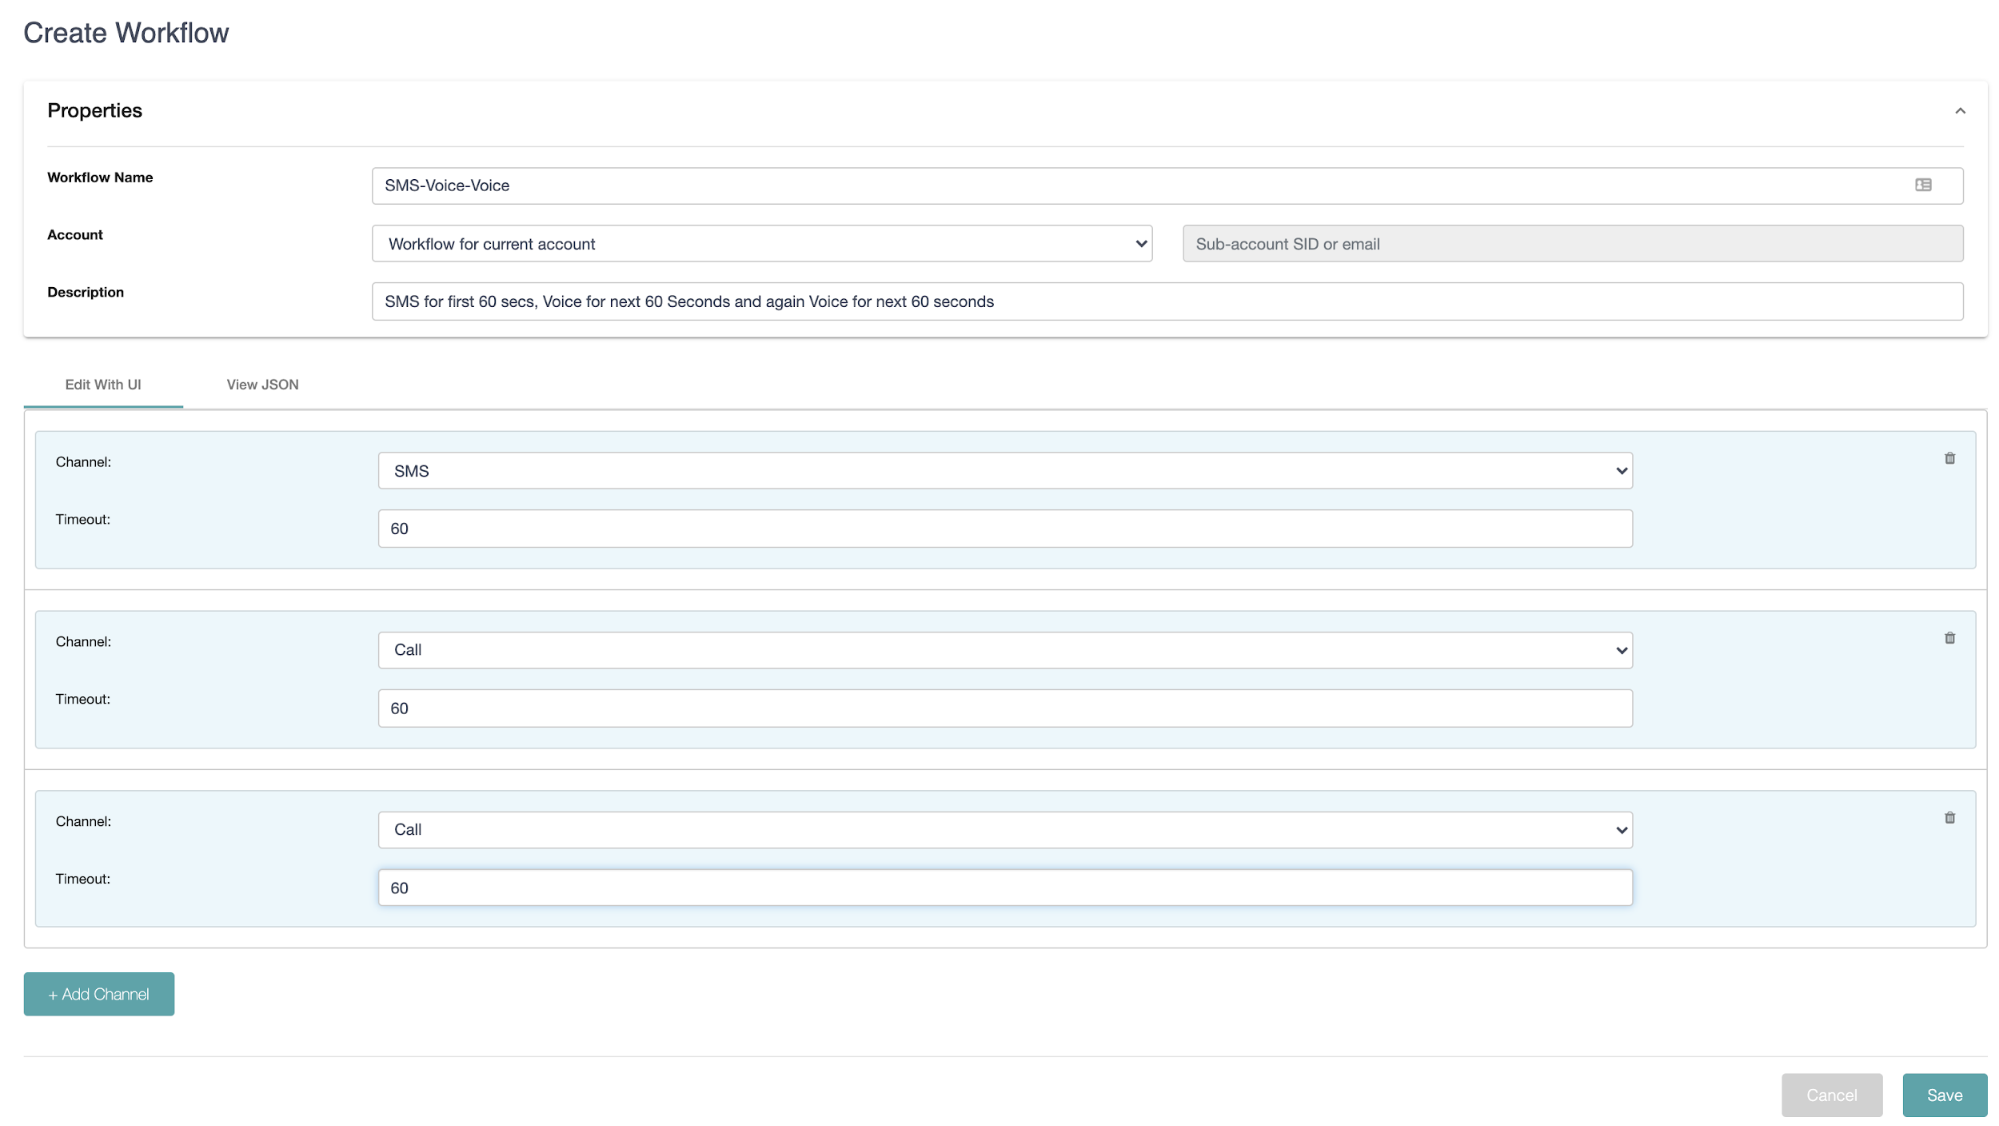 Create Workflow
Properties
Workflow Name
SMS-Voice-Voice
Account
Workflow for current account
Sub-account SID or email
Description
SMS for first 60 secs, Voice for next 60 Seconds and again Voice for next 60 seconds
Edit With UI
View JSON
Channel:
SMS
Timeout:
60
Channel:
Call
Timeout:
60
Channel:
Call
Timeout:
60
+ Add Channel
Cancel
Save